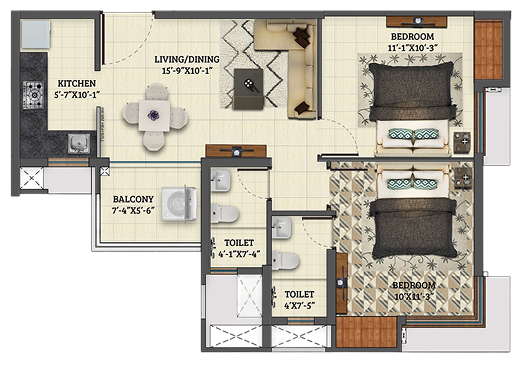 BEDROOM
11'-1"X10'-3"
LIVING/DINING
15'-9"X10'-1"
KITCHEN
5'-7"X10'-1"
BALCONY
7'-4"X5'-6"
TOILET
4'-1"X7'-4"
TOILET
4'X7'-5"
BEDROOM
10'X11'-3"